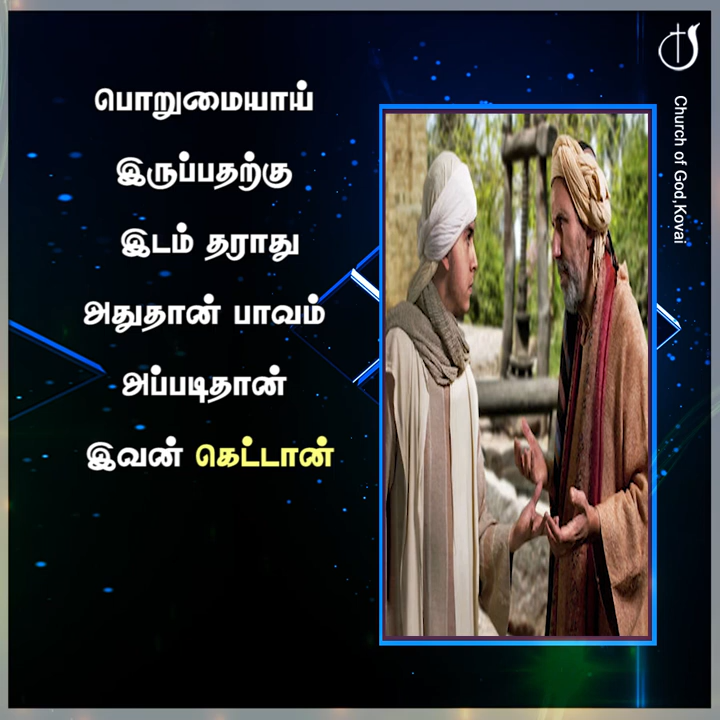 பொறுமையாய்
இருப்பதற்கு
இடம் தராது
அதுதான் பாவம்
அப்படிதான்
இவன் கெட்டான்
Church of God,Kovai